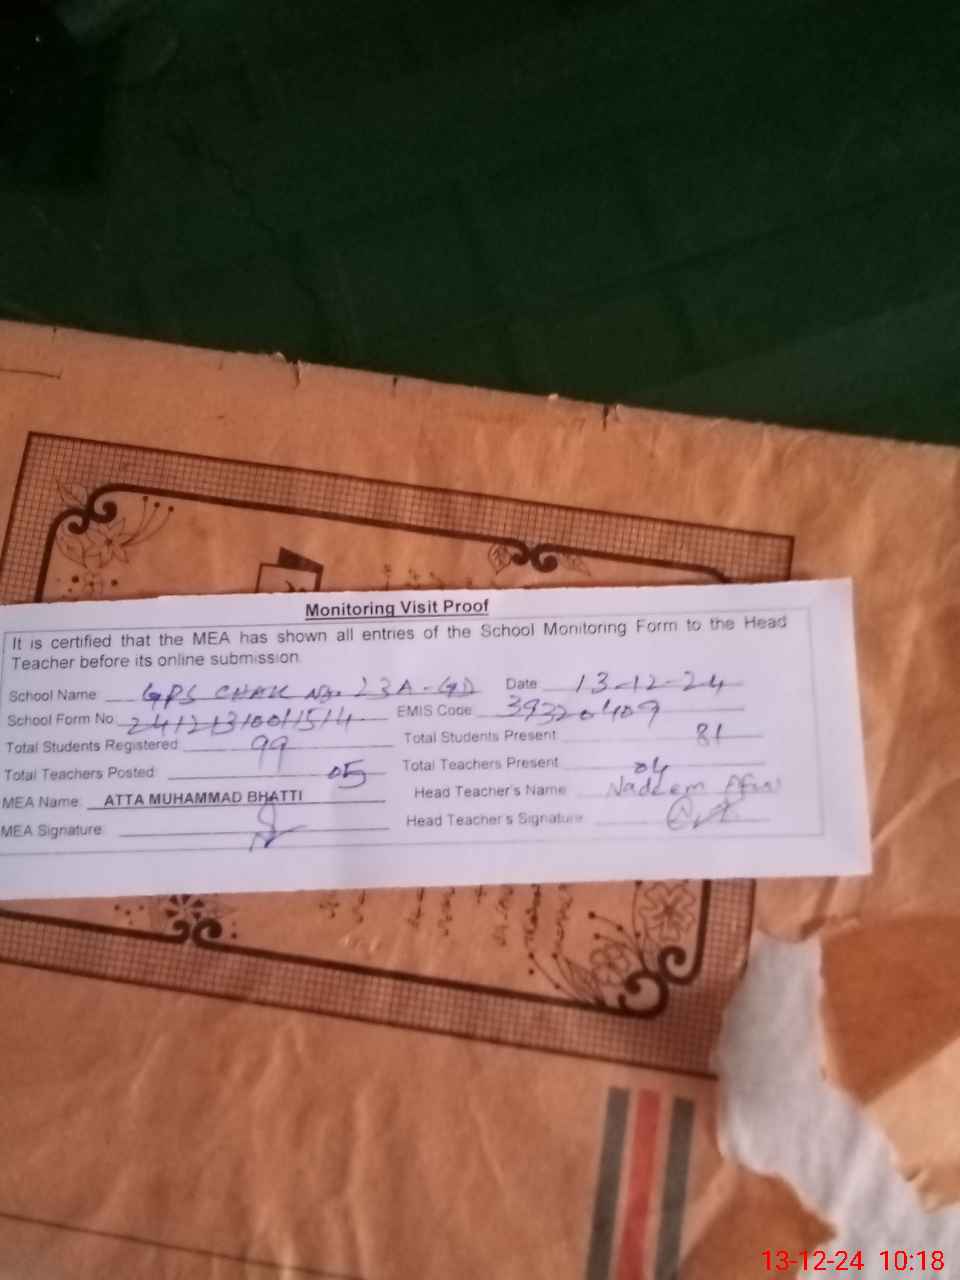 Monitoring Visit Proof
It is certified that the MEA has shown all entries of the School Monitoring Form to the Head
Teacher before its online submission.
School Name: GPS CHAK No. 23A-GD Date 13-12-24
School Form No. EMIS Code: 39320409
Total Students Registered: 99 Total Students Present: 81
Total Teachers Posted: 05 Total Teachers Present 04
MEA Name: ATTA MUHAMMAD BHATTI Head Teacher's Name Nadeem
MEA Signature: Head Teacher's Signature
13-12-24 10:18